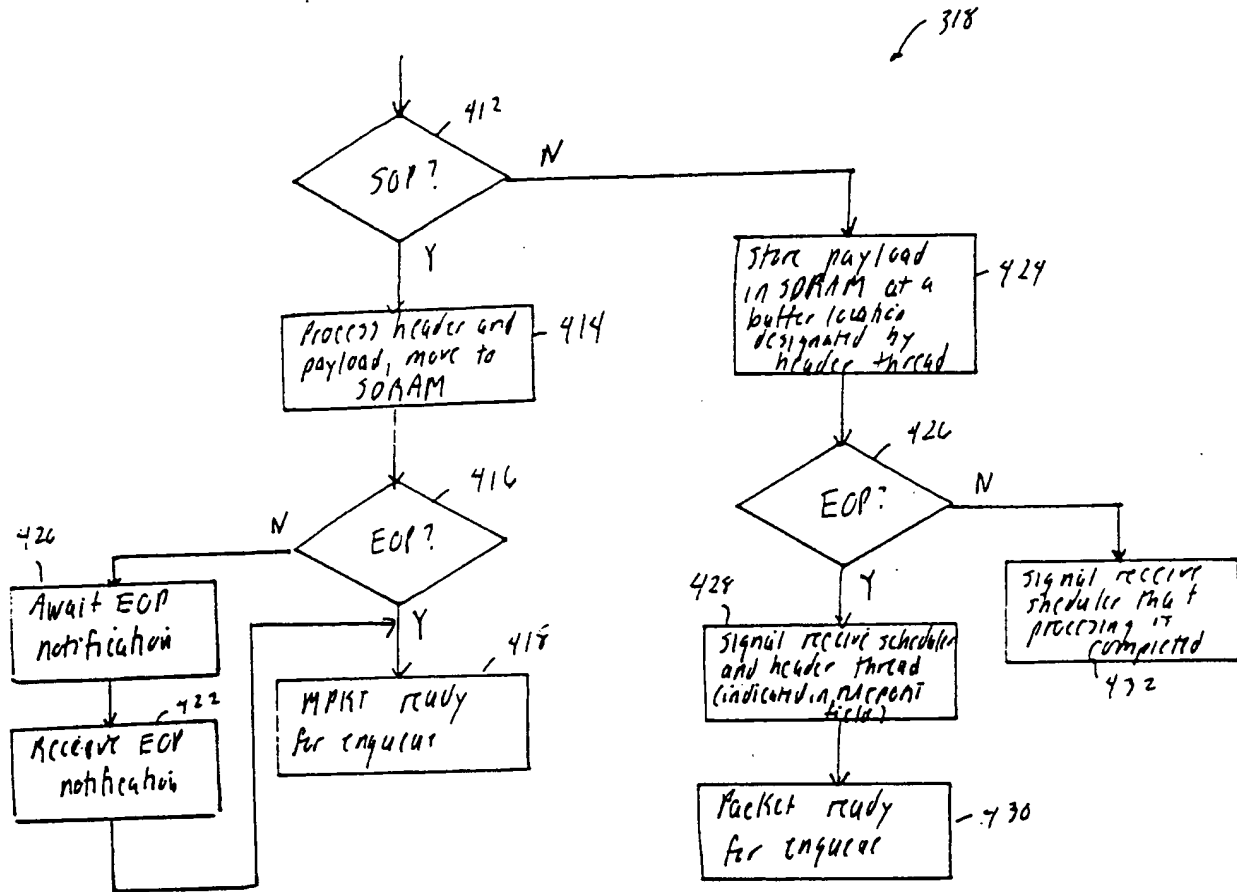 318
412
SOP?
N
Y
Store payload
in SDRAM at a
buffer location
designated by
header thread
424
Process header and
payload, move to
SDRAM
414
426
EOP?
N
Y
416
EOP?
N
Y
420
Await EOP
notification
422
Receive EOP
notification
418
MPKT ready
for enqueue
428
Signal receive scheduler
and header thread
(indicated in
field)
Signal receive
sheduler that
processing is
completed
432
Packet ready
for enqueue
430